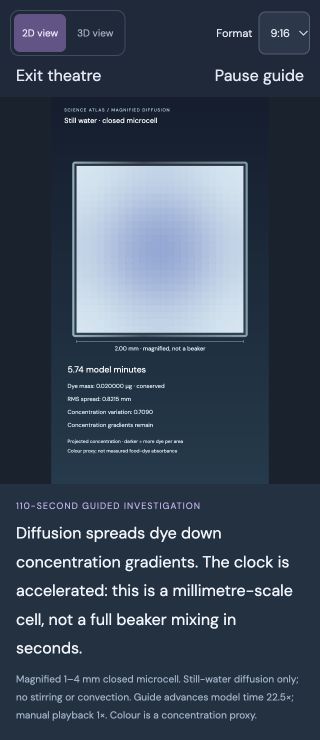 2D view
3D view
Format
9:16
Exit theatre
Pause guide
SCIENCE ATLAS / MAGNIFIED DIFFUSION
Still water · closed microcell
2.00 mm · magnified, not a beaker
5.74 model minutes
Dye mass: 0.020000 µg · conserved
RMS spread: 0.8215 mm
Concentration variation: 0.7090
Concentration gradients remain
Projected concentration · darker = more dye per area
Colour proxy; not measured food-dye absorbance
110-SECOND GUIDED INVESTIGATION
Diffusion spreads dye down
concentration gradients. The clock is
accelerated: this is a millimetre-scale
cell, not a full beaker mixing in
seconds.
Magnified 1–4 mm closed microcell. Still-water diffusion only;
no stirring or convection. Guide advances model time 22.5×;
manual playback 1×. Colour is a concentration proxy.